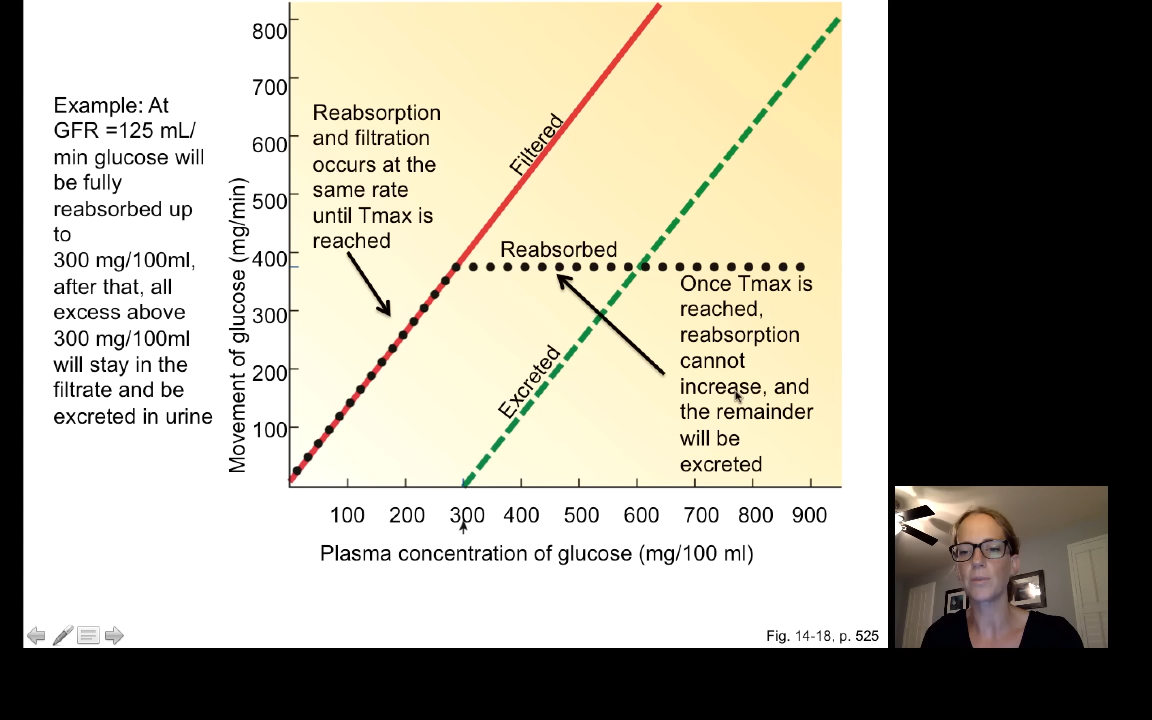 Example: At
GFR =125 mL/
min glucose will
be fully
reabsorbed up
to
300 mg/100ml,
after that, all
excess above
300 mg/100ml
will stay in the
filtrate and be
excreted in urine
Movement of glucose (mg/min)
800
700
600
500
400
300
200
100
Reabsorption
and filtration
occurs at the
same rate
until Tmax is
reached
Filtered
Reabsorbed
Excreted
Once Tmax is
reached,
reabsorption
cannot
increase, and
the remainder
will be
excreted
100 200 300 400 500 600 700 800 900
Plasma concentration of glucose (mg/100 ml)
Fig. 14-18, p. 525